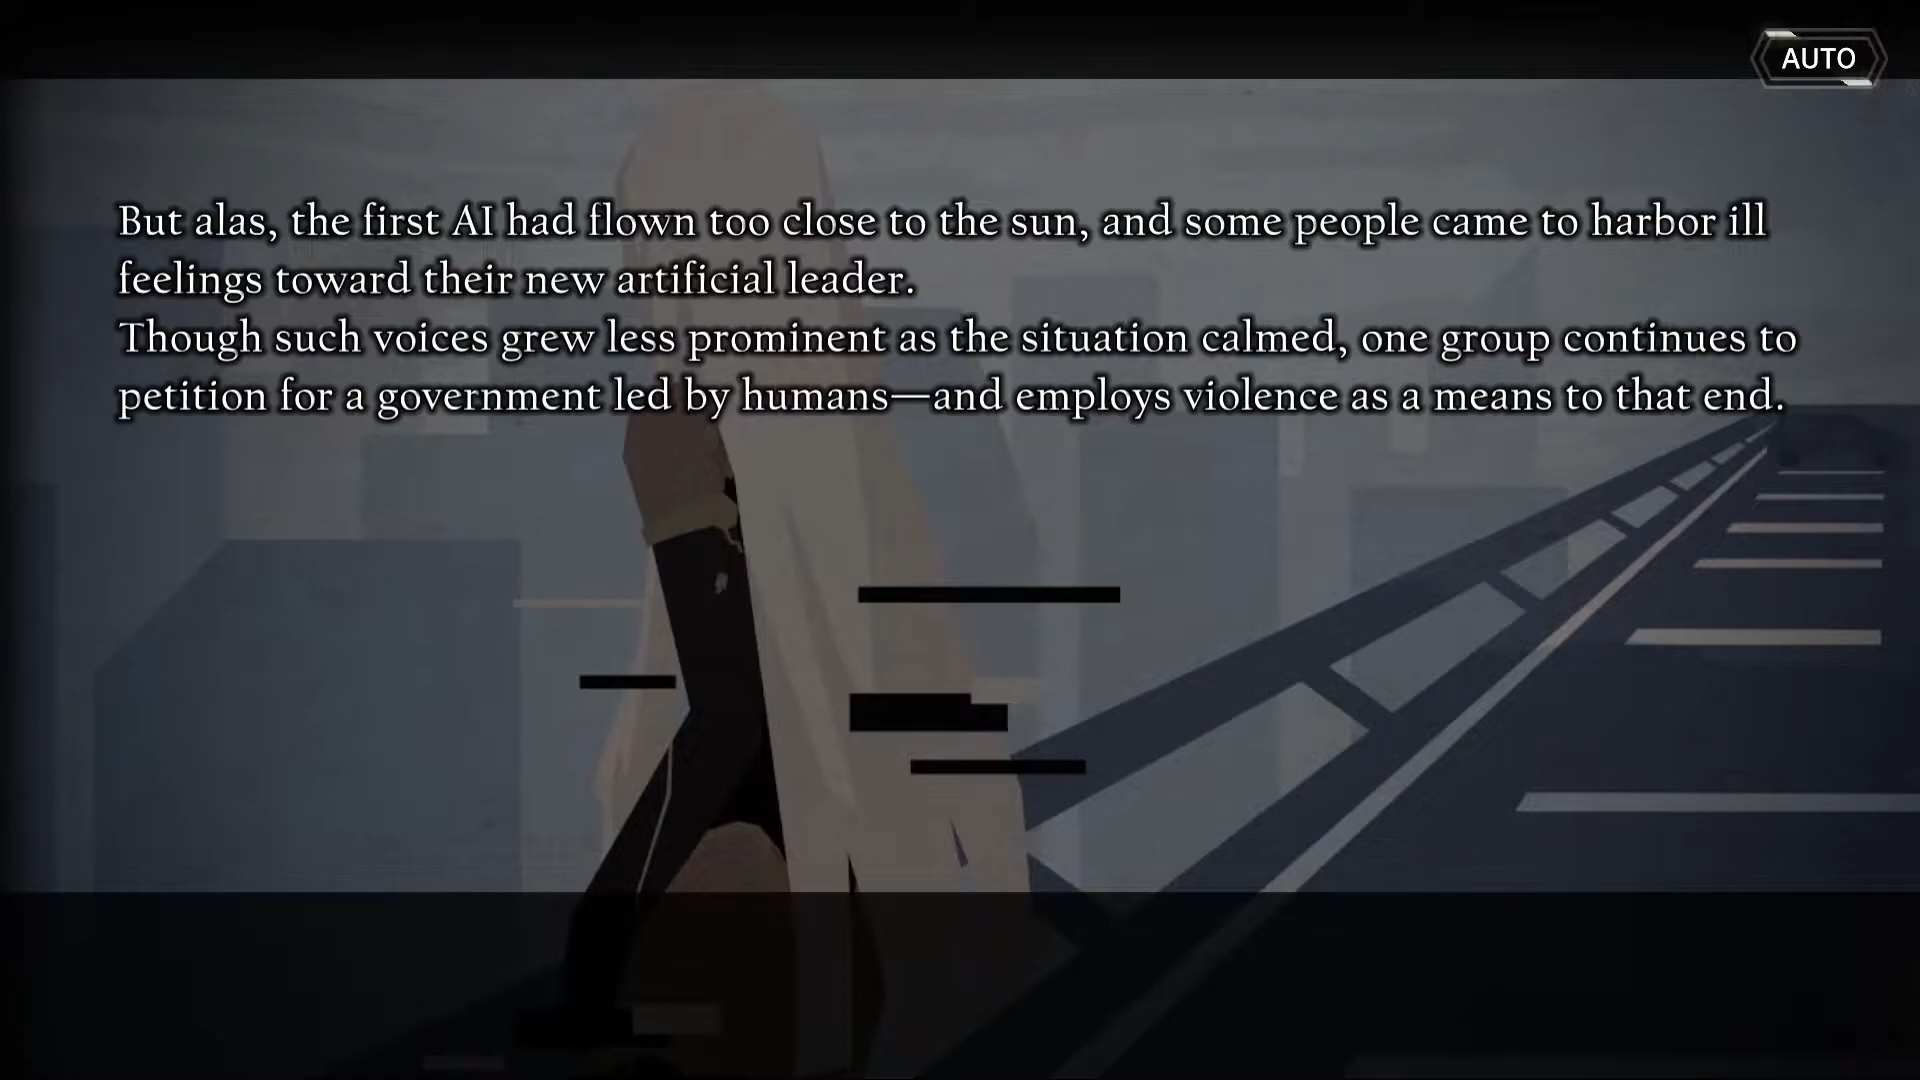 AUTO
But alas, the first AI had flown too close to the sun, and some people came to harbor ill
feelings toward their new artificial leader.
Though such voices grew less prominent as the situation calmed, one group continues to
petition for a government led by humans—and employs violence as a means to that end.